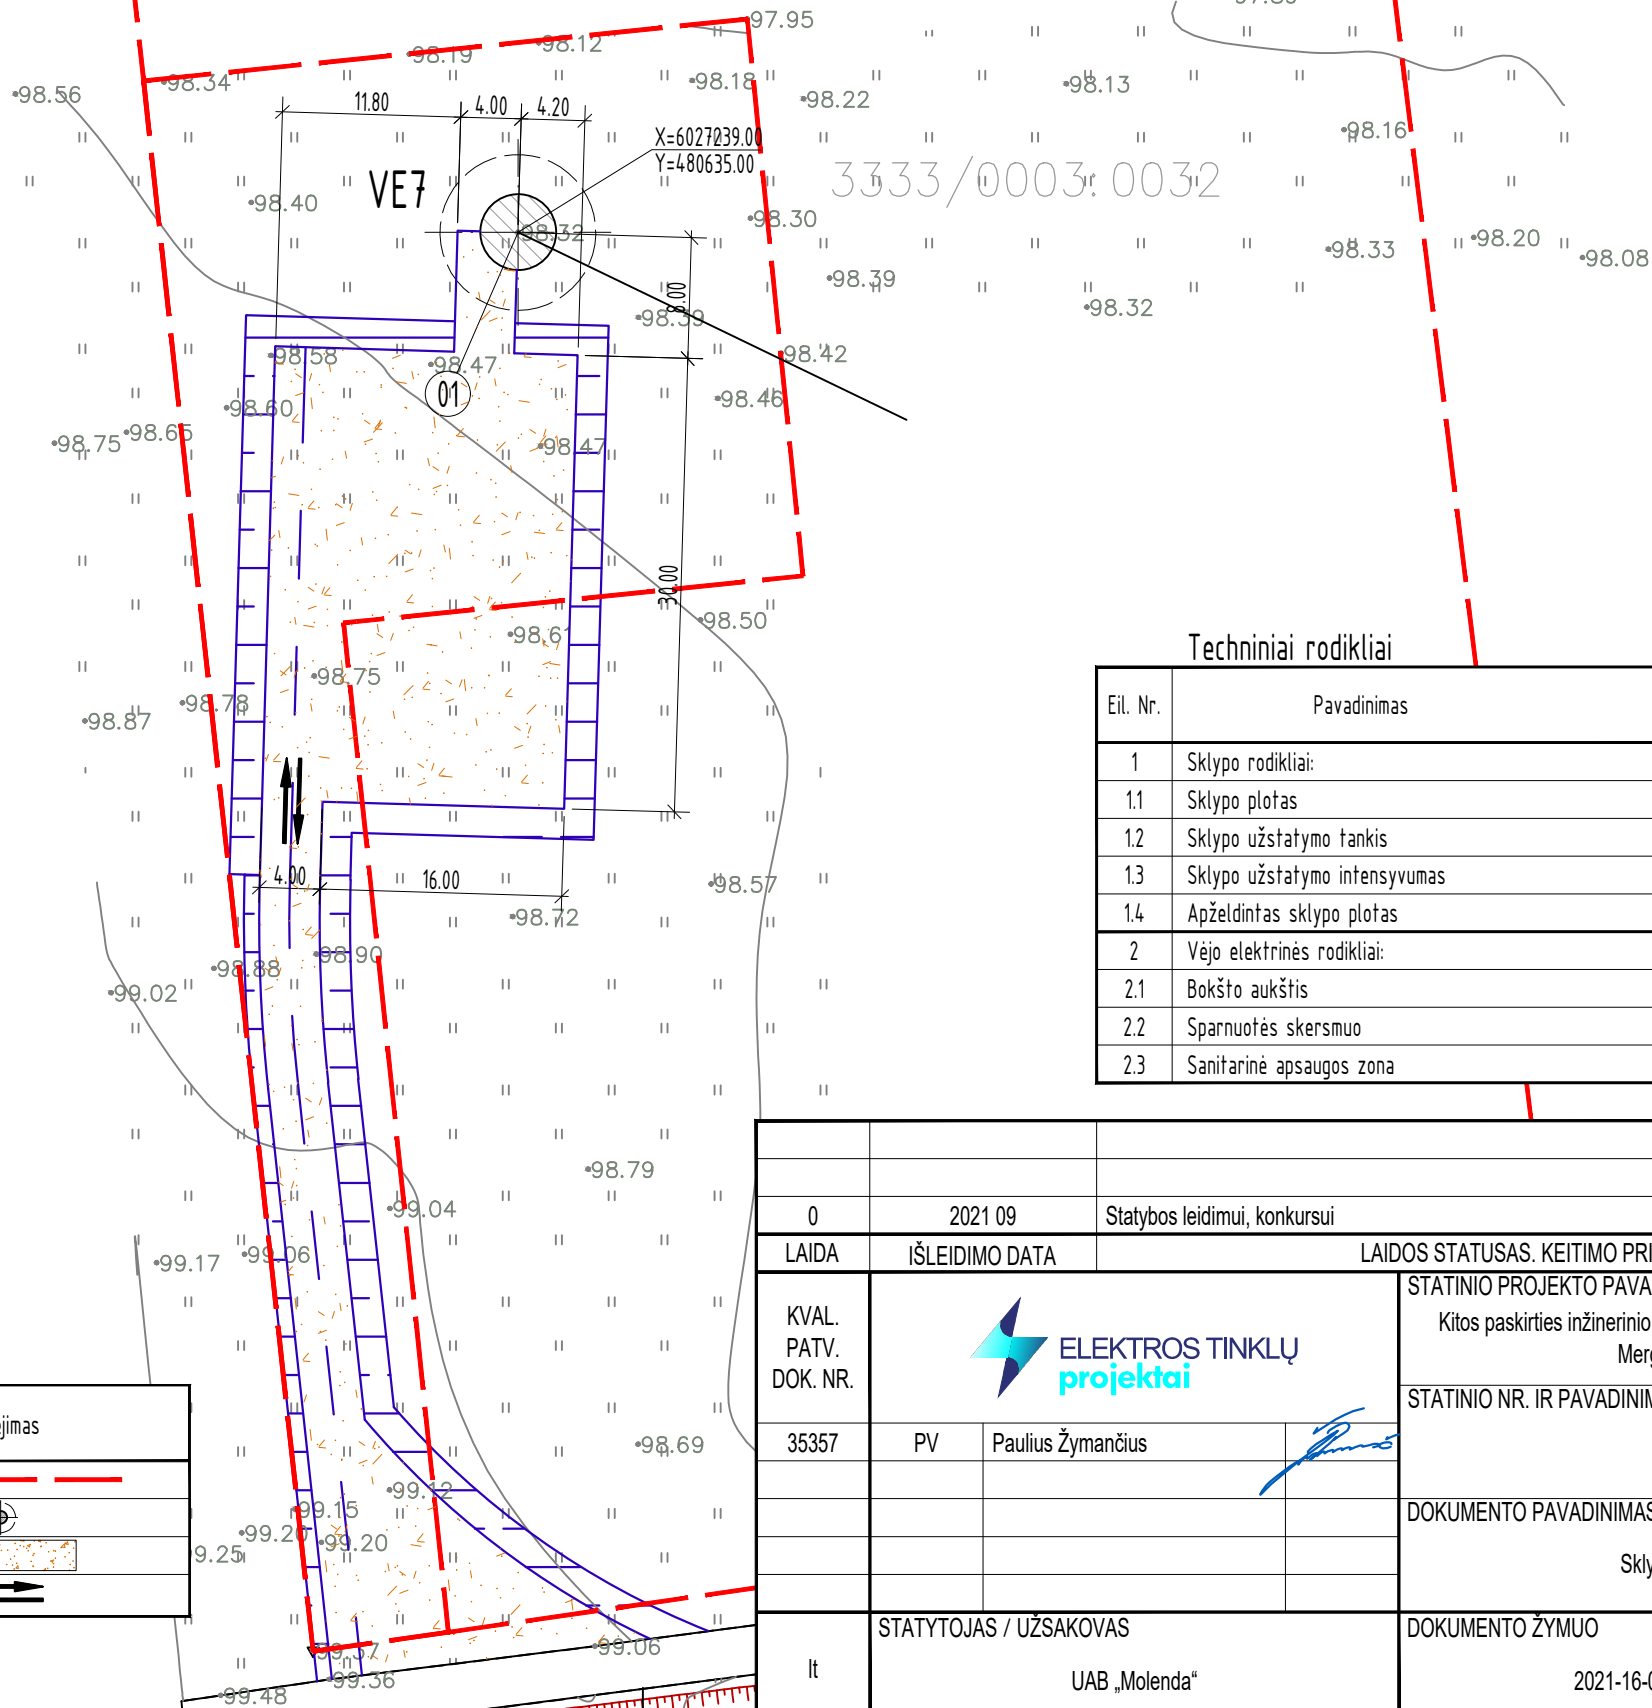 97.95
98.12
98.19
98.34
98.56
98.18
98.22
98.13
98.16
11.80
4.00
4.20
X=6027039.00
Y=480635.00
VE7
3333/0003:0032
98.40
98.32
98.30
98.33
98.20
98.08
98.39
98.32
8.00
98.39
98.58
98.47
98.42
01
98.60
98.46
98.75
98.65
98.47
30.00
98.50
98.61
98.75
98.78
98.87
4.00
16.00
98.57
98.72
98.90
98.88
99.02
98.79
99.04
99.06
99.17
98.69
99.12
99.15
99.20
99.20
9.25
99.37
99.06
99.36
99.48
Techniniai rodikliai
Eil. Nr. Pavadinimas
1 Sklypo rodikliai:
1.1 Sklypo plotas
1.2 Sklypo užstatymo tankis
1.3 Sklypo užstatymo intensyvumas
1.4 Apželdintas sklypo plotas
2 Vėjo elektrinės rodikliai:
2.1 Bokšto aukštis
2.2 Sparnuotės skersmuo
2.3 Sanitarinė apsaugos zona
ėjimas
0 2021 09 Statybos leidimui, konkursui
LAIDA IŠLEIDIMO DATA LAIDOS STATUSAS. KEITIMO PRI
KVAL.
PATV.
DOK. NR.
ELEKTROS TINKLŲ
projektai
STATINIO PROJEKTO PAVA
Kitos paskirties inžinerinio
Merg
STATINIO NR. IR PAVADINIM
35357 PV Paulius Žymančius
DOKUMENTO PAVADINIMAS
Skly
lt
STATYTOJAS / UŽSAKOVAS
UAB „Molenda“
DOKUMENTO ŽYMUO
2021-16-